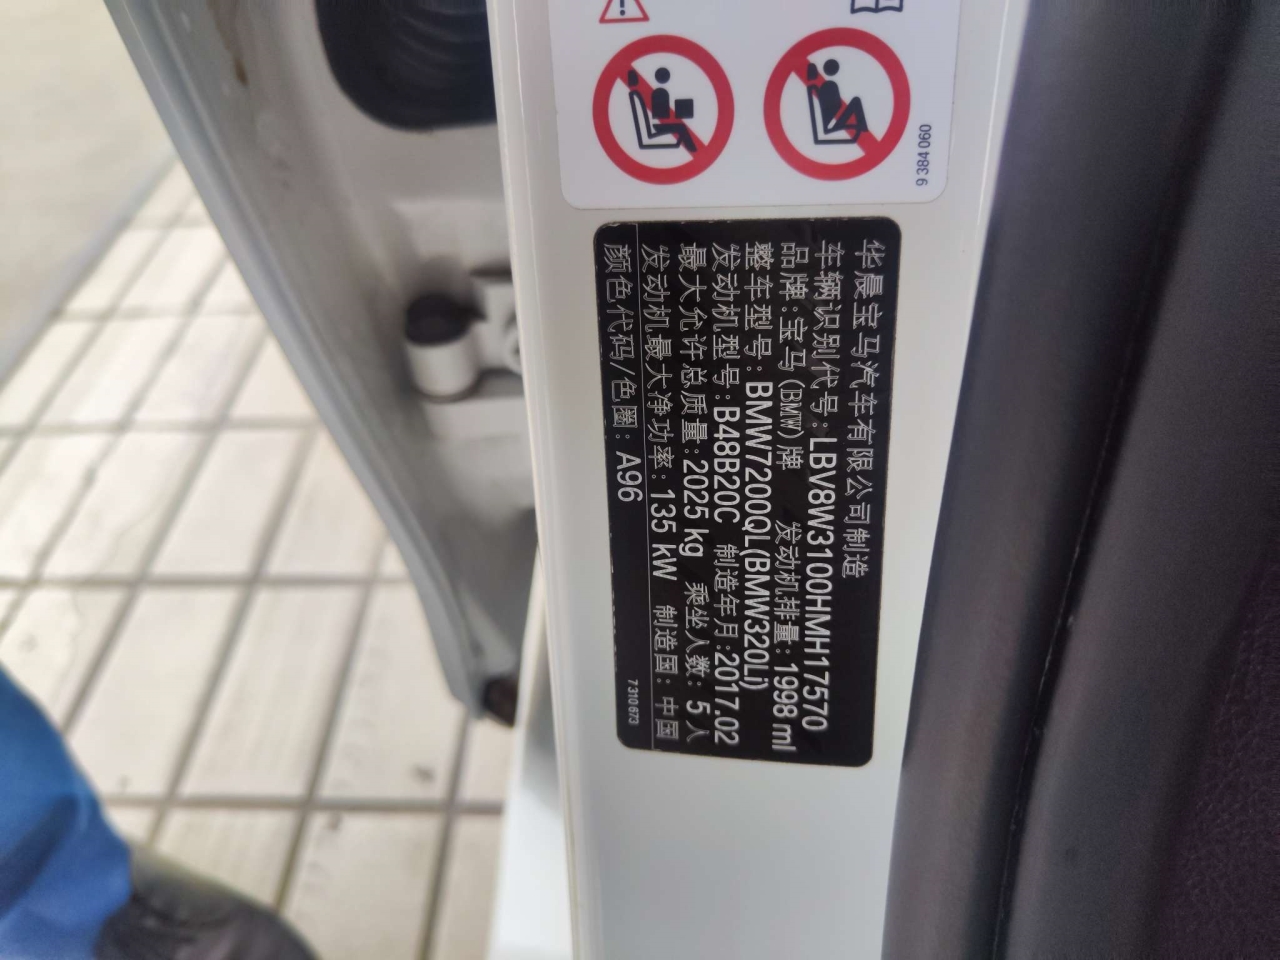 9 384 060
华晨宝马汽车有限公司制造
车辆识别代号:LBV8W3100HMH17570
品牌:宝马(BMW)牌 发动机排量:1998 ml
整车型号:BMW7200QL(BMW320Li)
发动机型号:B48B20C 制造年月:2017.02
最大允许总质量:2025 kg 乘坐人数:5人
发动机最大净功率:135 kW 制造国:中国
颜色代码/色圈:A96
7 310 673